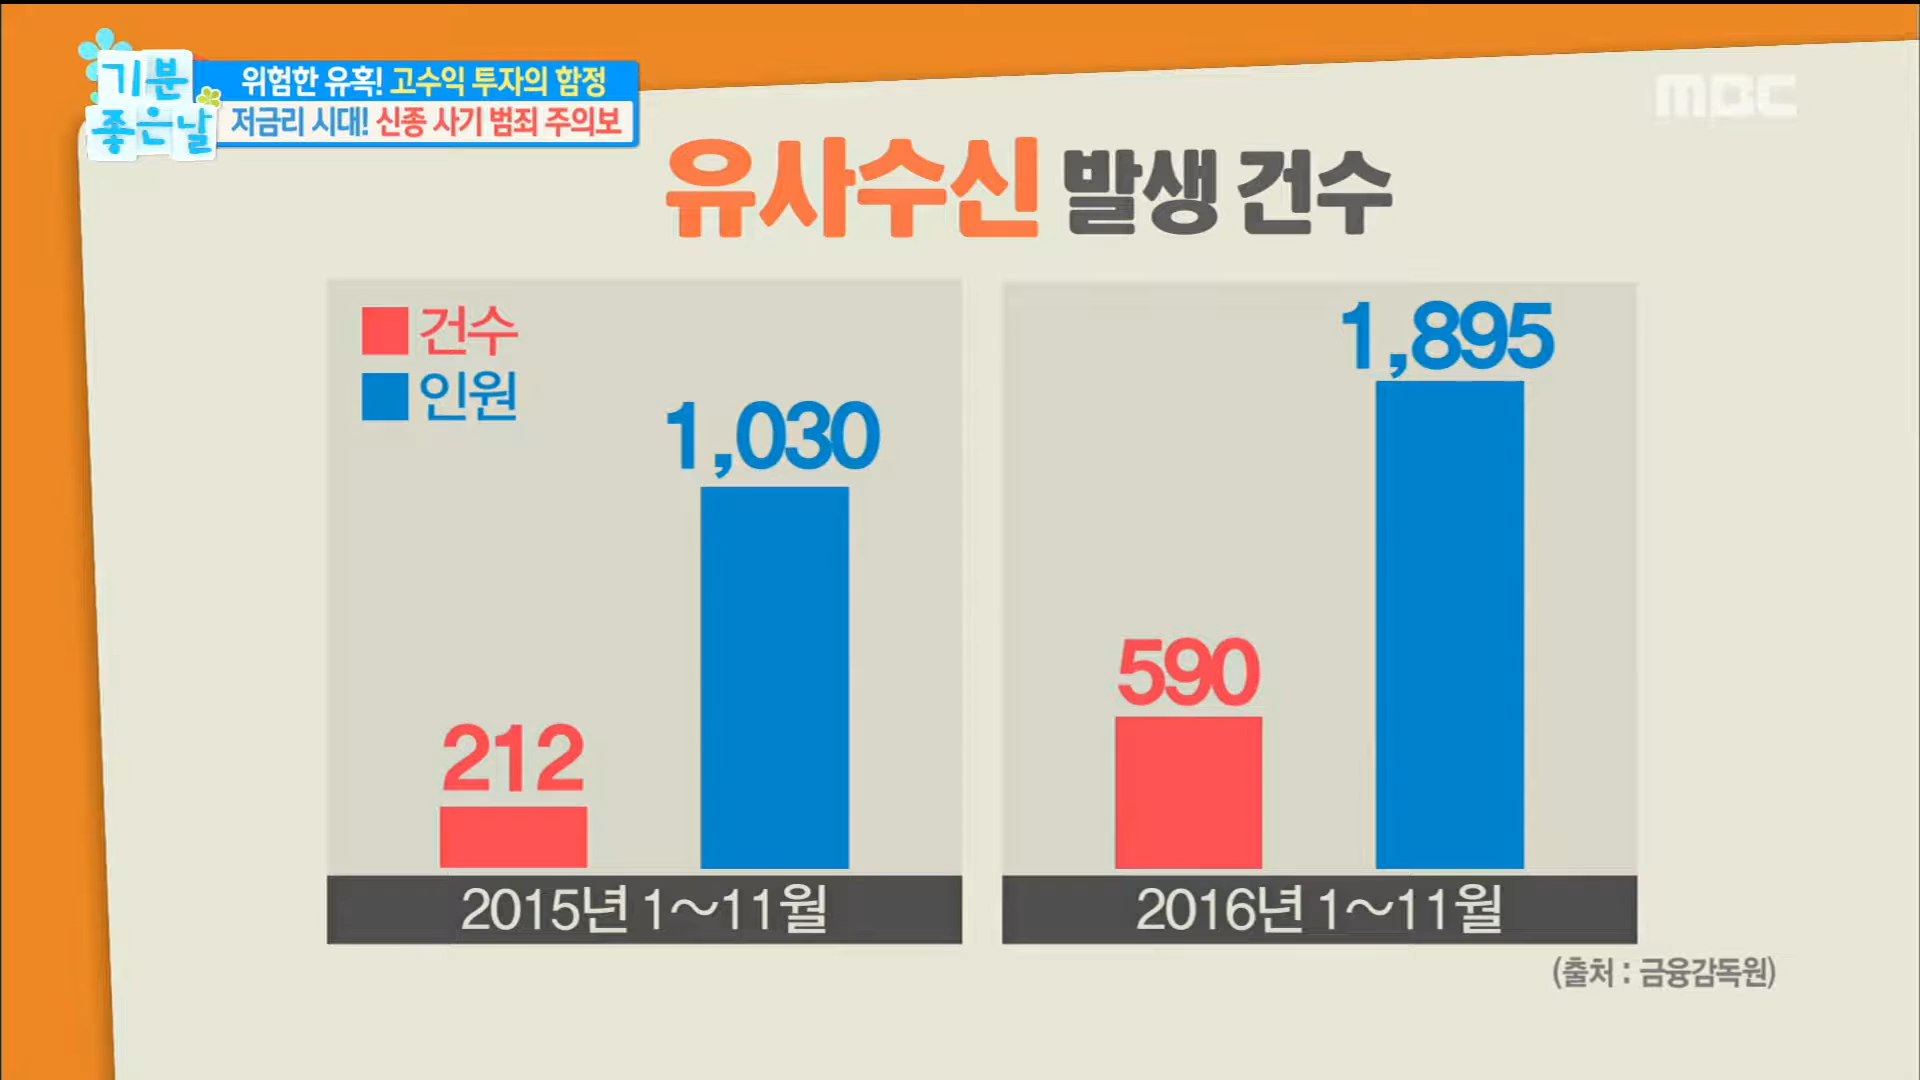 기분
좋은날
위험한 유혹! 고수익 투자의 함정
저금리 시대! 신종 사기 범죄 주의보
MBC
유사수신 발생 건수
건수
인원
212
1,030
2015년 1~11월
590
1,895
2016년 1~11월
(출처 : 금융감독원)